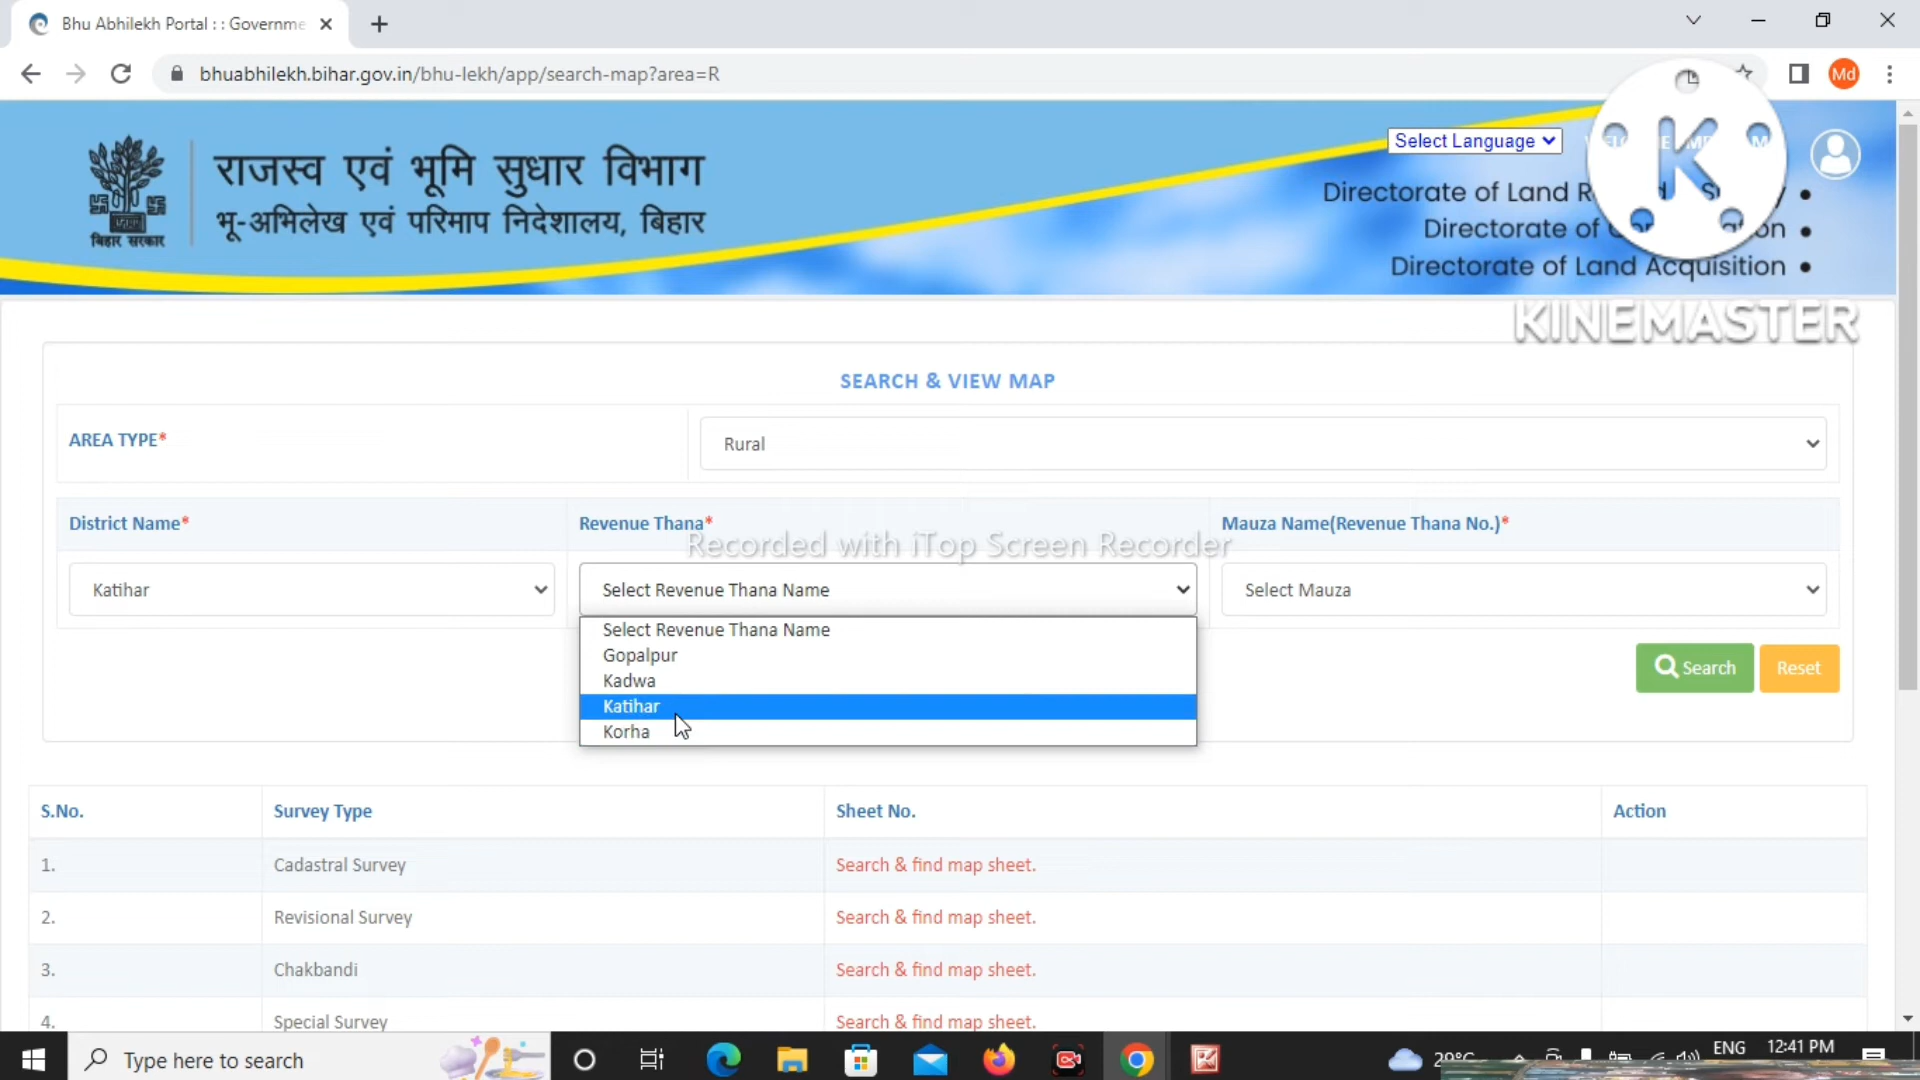 Bhu Abhilekh Portal :: Governme
bhuabhilekh.bihar.gov.in/bhu-lekh/app/search-map?area=R
Md
राजस्व एवं भूमि सुधार विभाग
भू-अभिलेख एवं परिमाप निदेशालय, बिहार
बिहार सरकार
Select Language
Directorate of Land
Directorate of
Directorate of Land Acquisition
K
KINEMASTER
SEARCH & VIEW MAP
AREA TYPE*
Rural
District Name*
Revenue Thana*
Mauza Name(Revenue Thana No.)*
Recorded with iTop Screen Recorder
Katihar
Select Revenue Thana Name
Select Mauza
Select Revenue Thana Name
Gopalpur
Kadwa
Katihar
Korha
Search
Reset
S.No.
Survey Type
Sheet No.
Action
1.
Cadastral Survey
Search & find map sheet.
2.
Revisional Survey
Search & find map sheet.
3.
Chakbandi
Search & find map sheet.
4.
Special Survey
Search & find map sheet.
Type here to search
29°C
ENG
12:41 PM